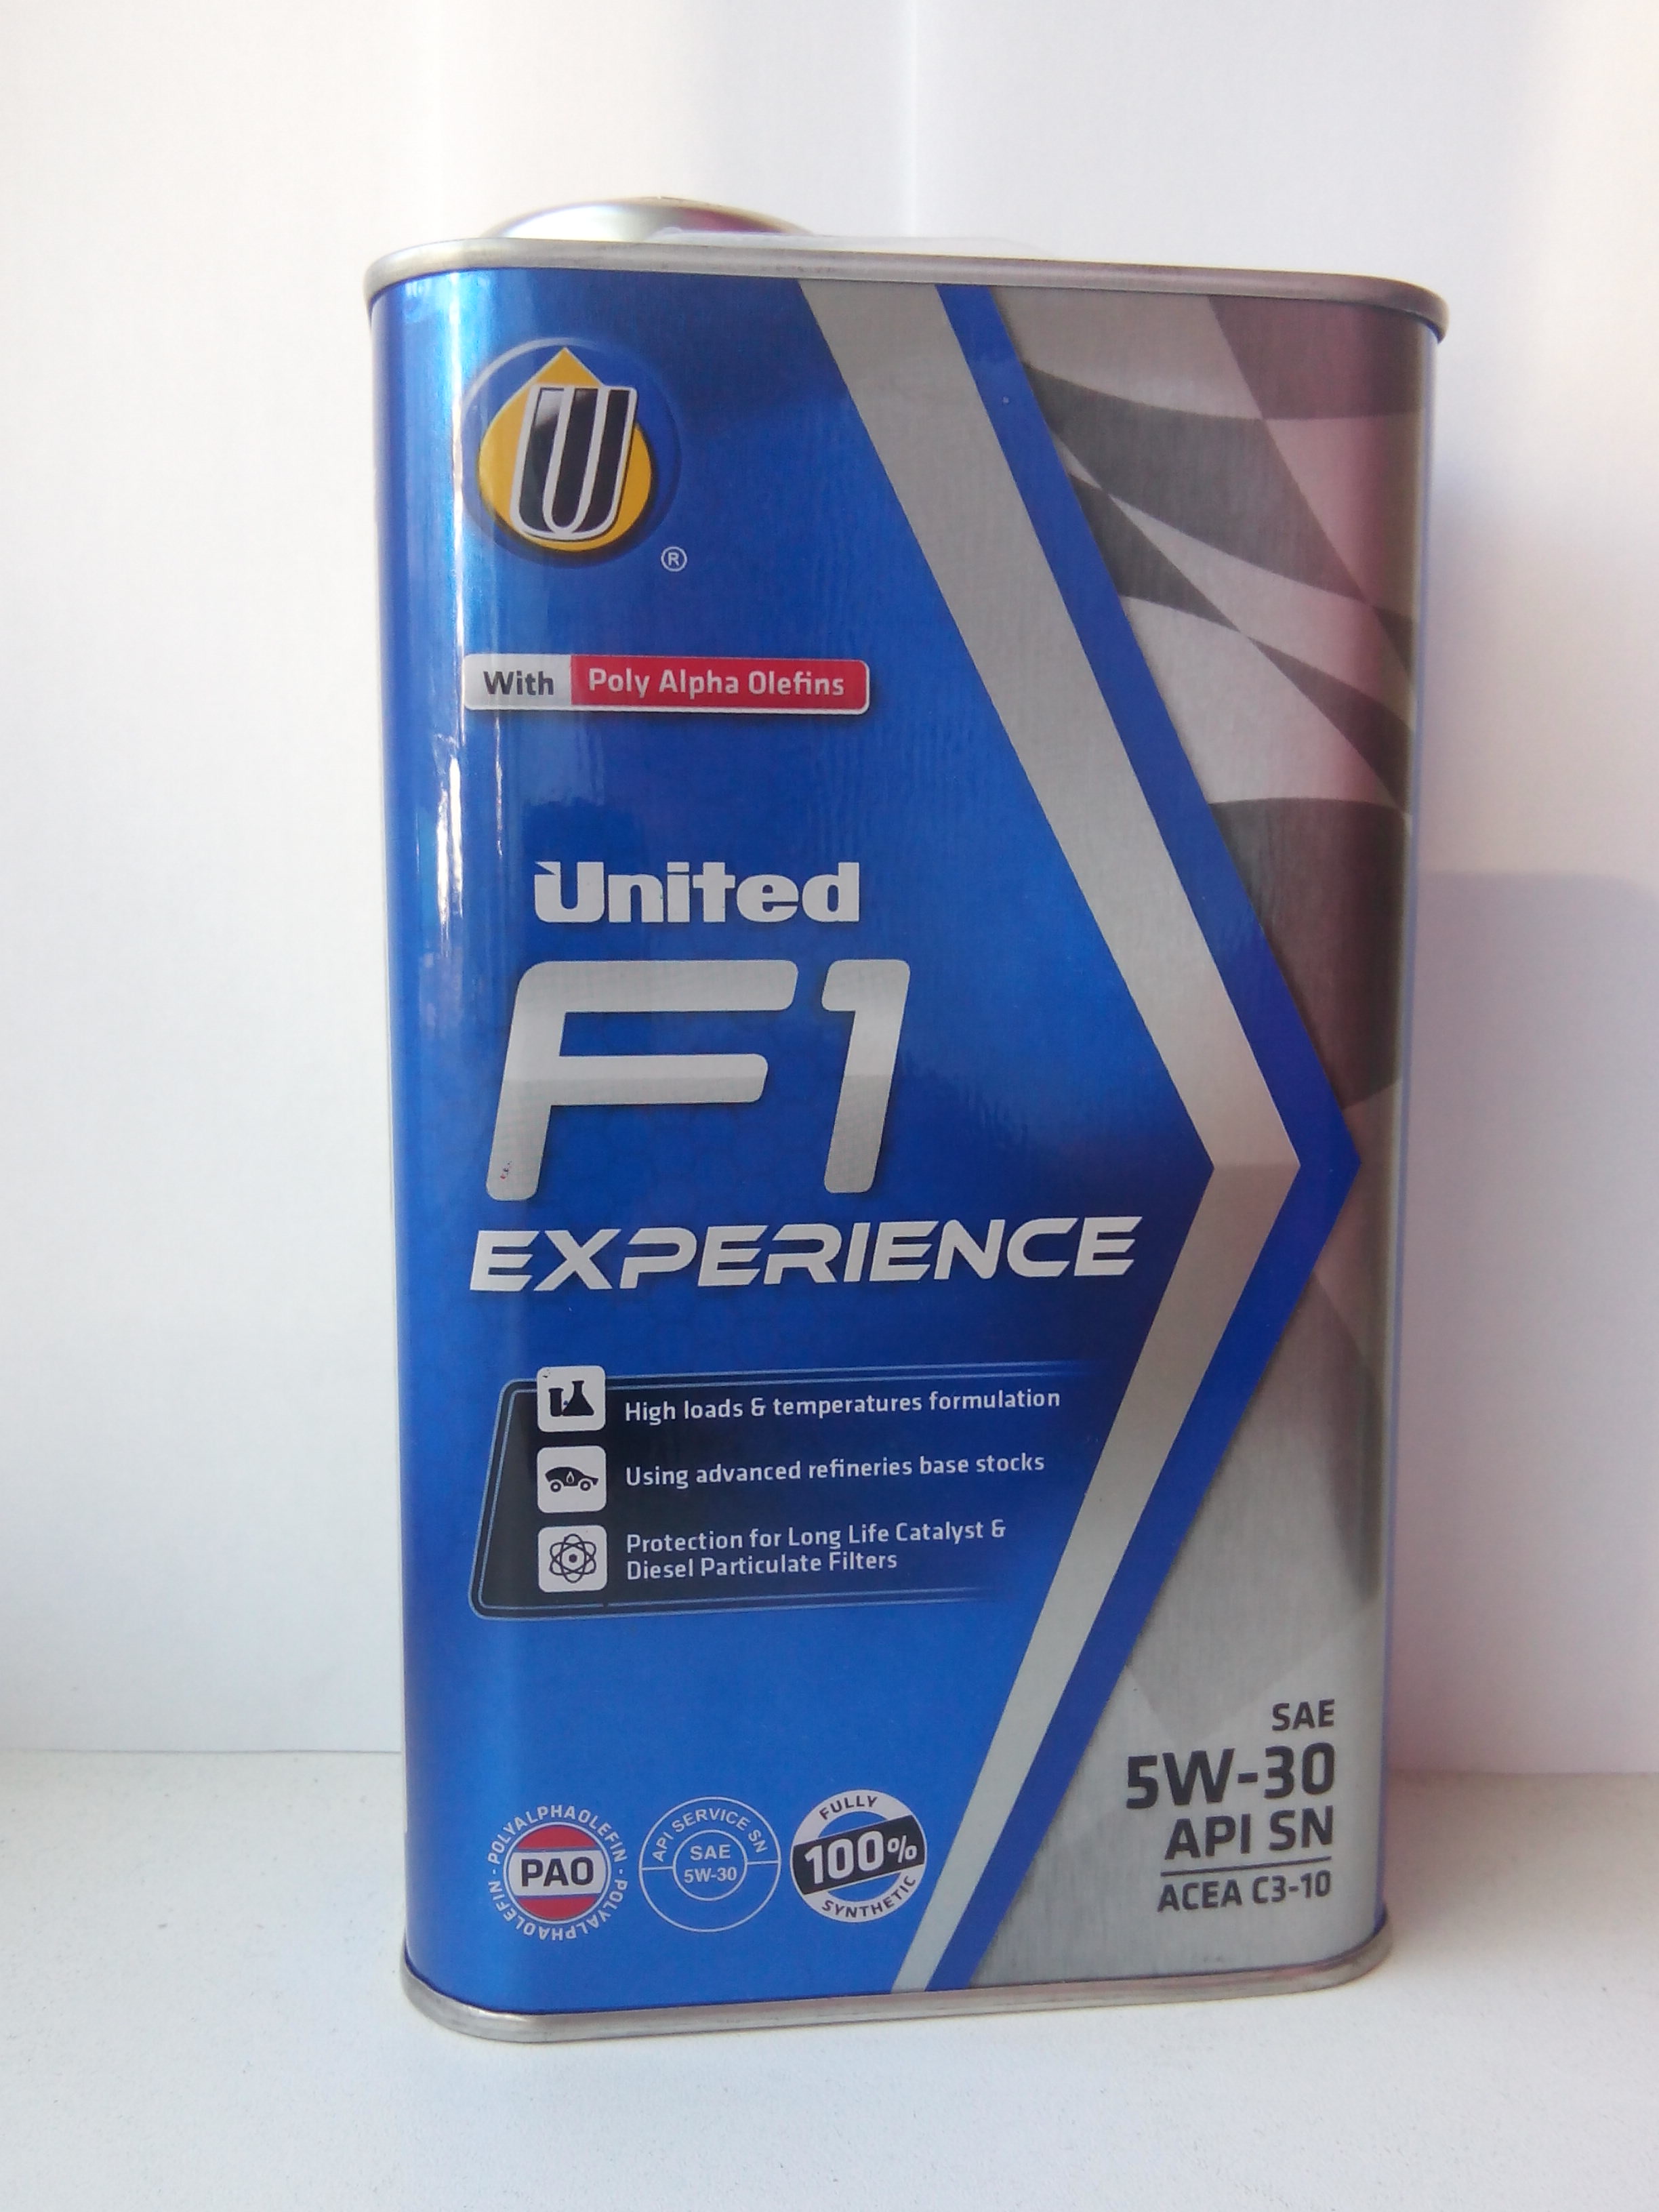 U
®
With Poly Alpha Olefins
United
F1
EXPERIENCE
High loads & temperatures formulation
Using advanced refineries base stocks
Protection for Long Life Catalyst &
Diesel Particulate Filters
SAE
5W-30
API SN
ACEA C3-10
POLYALPHAOLEFIN - POLYALPHAOLEFIN -
PAO
API SERVICE SN
SAE
5W-30
FULLY
100%
SYNTHETIC